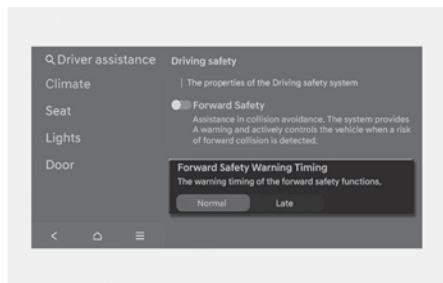 Driver assistance
Climate
Seat
Lights
Door
Driving safety
The properties of the Driving safety system
Forward Safety
Assistance in collision avoidance, The system provides
A warning and actively controls the vehicle when a risk
of forward collision is detected,
Forward Safety Warning Timing
The warning timing of the forward safety functions,
Normal
Late